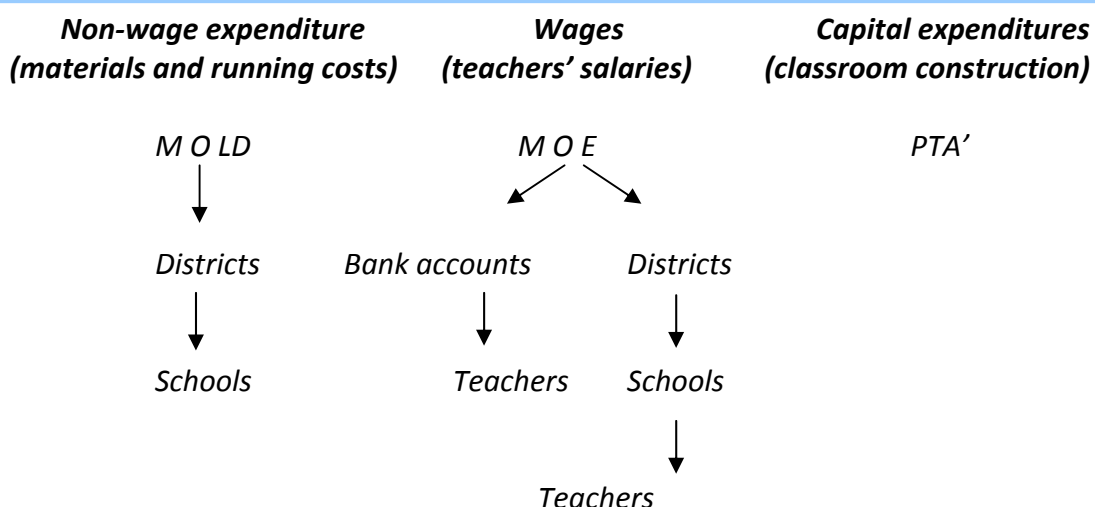 Non-wage expenditure Wages Capital expenditures
(materials and running costs) (teachers' salaries) (classroom construction)
M O LD M O E PTA'
Districts Bank accounts Districts
Schools Teachers Schools
Teachers